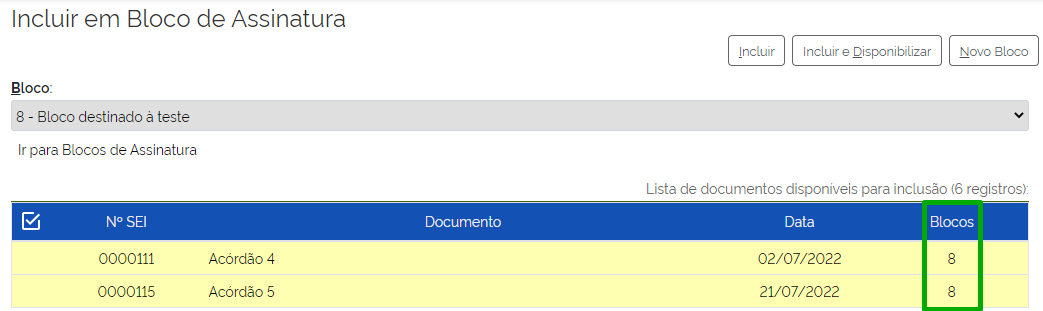 Incluir em Bloco de Assinatura
Incluir Incluir e Disponibilizar Novo Bloco
Bloco:
8 - Bloco destinado à teste
Ir para Blocos de Assinatura
Lista de documentos disponíveis para inclusão (6 registros):
Nº SEI Documento Data Blocos
0000111 Acórdão 4 02/07/2022 8
0000115 Acórdão 5 21/07/2022 8